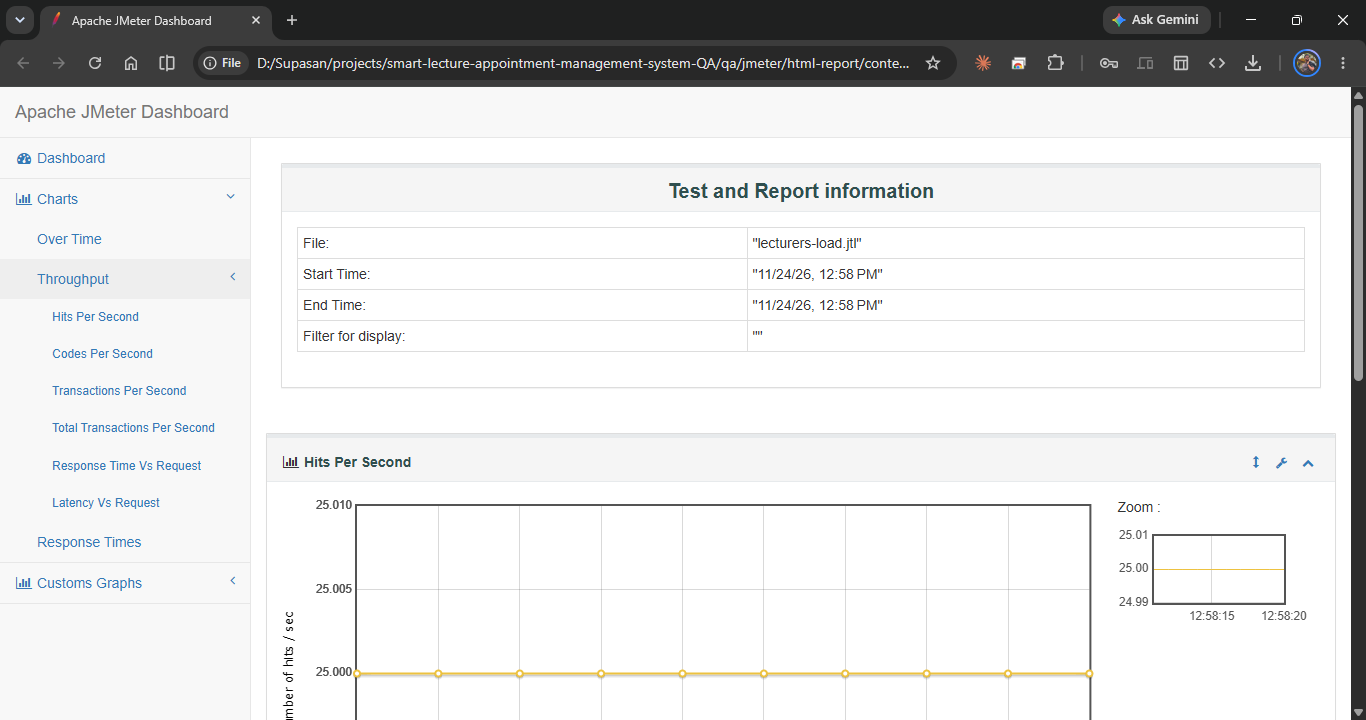 Apache JMeter Dashboard
Ask Gemini
File
D:/Supasan/projects/smart-lecture-appointment-management-system-QA/qa/jmeter/html-report/conte...
Apache JMeter Dashboard
Dashboard
Charts
Over Time
Throughput
Hits Per Second
Codes Per Second
Transactions Per Second
Total Transactions Per Second
Response Time Vs Request
Latency Vs Request
Response Times
Customs Graphs
Test and Report information
File: "lecturers-load.jtl"
Start Time: "11/24/26, 12:58 PM"
End Time: "11/24/26, 12:58 PM"
Filter for display: ""
Hits Per Second
25.010
25.005
25.000
mber of hits / sec
Zoom :
25.01
25.00
24.99
12:58:15 12:58:20